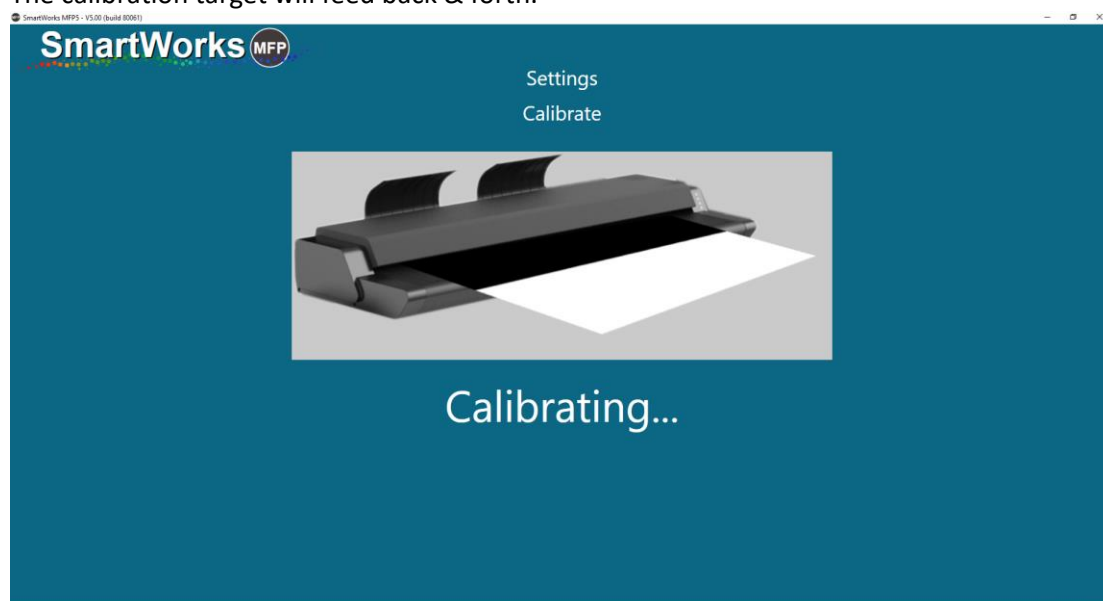 The calibration target will feed back & forth.
SmartWorks MFP5 - V5.00 (build 80061)
SmartWorks MFP
Settings
Calibrate
Calibrating...